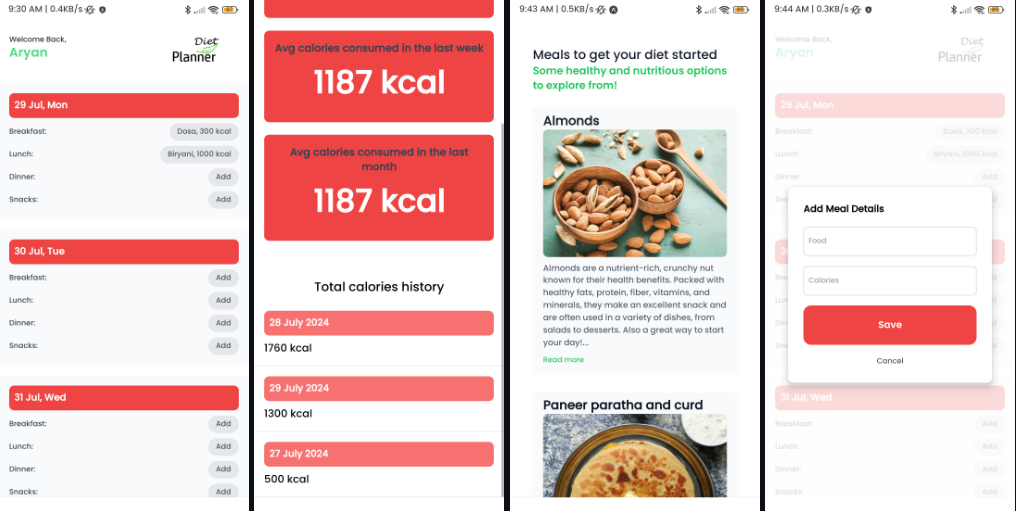 9:30 AM | 0.4KB/s
Welcome Back,
Aryan
Diet
Planner
29 Jul, Mon
Breakfast:
Dosa, 300 kcal
Lunch:
Biryani, 1000 kcal
Dinner:
Add
Snacks:
Add
30 Jul, Tue
Breakfast:
Add
Lunch:
Add
Dinner:
Add
Snacks:
Add
31 Jul, Wed
Breakfast:
Add
Lunch:
Add
Dinner:
Add
Snacks:
Add
Avg calories consumed in the last week
1187 kcal
Avg calories consumed in the last
month
1187 kcal
Total calories history
28 July 2024
1760 kcal
29 July 2024
1300 kcal
27 July 2024
500 kcal
9:43 AM | 0.5KB/s
Meals to get your diet started
Some healthy and nutritious options
to explore from!
Almonds
Almonds are a nutrient-rich, crunchy nut
known for their health benefits. Packed with
healthy fats, protein, fiber, vitamins, and
minerals, they make an excellent snack and
are often used in a variety of dishes, from
salads to desserts. Also a great way to start
your day!...
Read more
Paneer paratha and curd
9:44 AM | 0.3KB/s
Welcome Back,
Aryan
Diet
Planner
29 Jul, Mon
Breakfast:
Dosa, 300 kcal
Lunch:
Biryani, 1000 kcal
Dinner:
Add
Add Meal Details
Food
Calories
Save
Cancel
31 Jul, Wed
Breakfast:
Add
Lunch:
Add
Dinner:
Add
Snacks:
Add